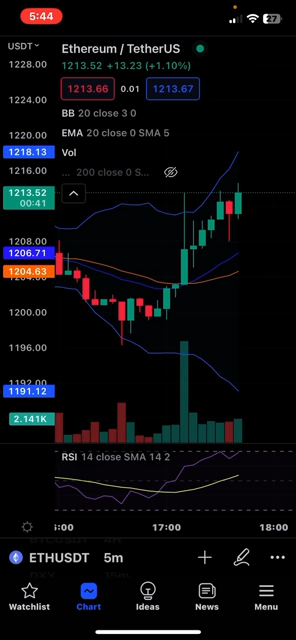 5:44
27
USDT
Ethereum / TetherUS
1213.52 +13.23 (+1.10%)
1228.00
1213.66 0.01 1213.67
1224.00
BB 20 close 3 0
1220.00
EMA 20 close 0 SMA 5
1218.13
Vol
1216.00
... 200 close 0 S...
1213.52
00:41
1208.00
1206.71
1204.63
1200.00
1196.00
1192.00
1191.12
2.141K
RSI 14 close SMA 14 2
17:00
18:00
ETHUSDT 5m
Watchlist
Chart
Ideas
News
Menu